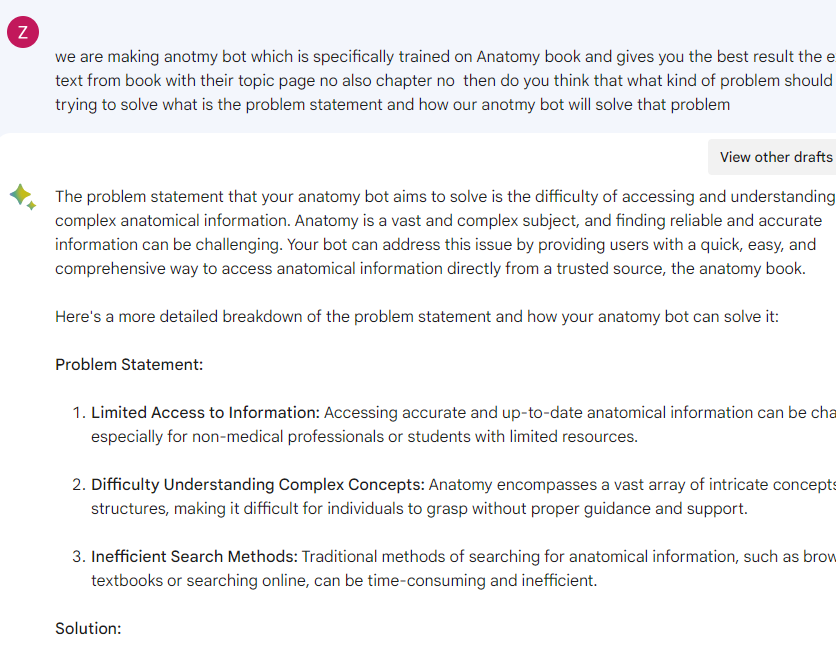 Z
we are making anotmy bot which is specifically trained on Anatomy book and gives you the best result the
text from book with their topic page no also chapter no then do you think that what kind of problem should
trying to solve what is the problem statement and how our anotmy bot will solve that problem
View other drafts
The problem statement that your anatomy bot aims to solve is the difficulty of accessing and understanding
complex anatomical information. Anatomy is a vast and complex subject, and finding reliable and accurate
information can be challenging. Your bot can address this issue by providing users with a quick, easy, and
comprehensive way to access anatomical information directly from a trusted source, the anatomy book.
Here's a more detailed breakdown of the problem statement and how your anatomy bot can solve it:
Problem Statement:
1. Limited Access to Information: Accessing accurate and up-to-date anatomical information can be
especially for non-medical professionals or students with limited resources.
2. Difficulty Understanding Complex Concepts: Anatomy encompasses a vast array of intricate concepts
structures, making it difficult for individuals to grasp without proper guidance and support.
3. Inefficient Search Methods: Traditional methods of searching for anatomical information, such as
textbooks or searching online, can be time-consuming and inefficient.
Solution: